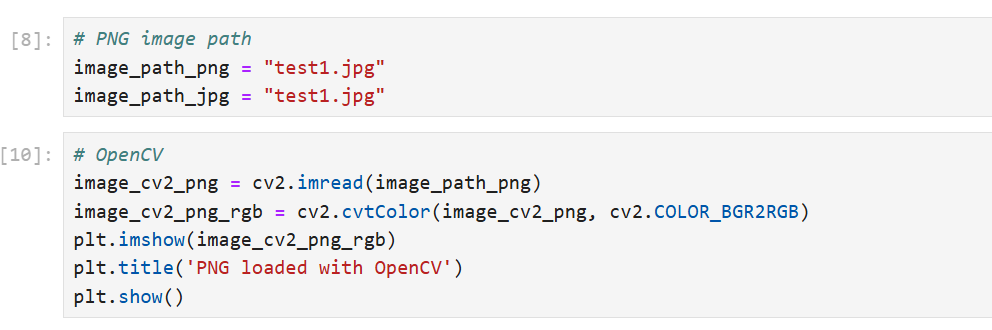 [8]: # PNG image path
image_path_png = "test1.jpg"
image_path_jpg = "test1.jpg"
[10]: # OpenCV
image_cv2_png = cv2.imread(image_path_png)
image_cv2_png_rgb = cv2.cvtColor(image_cv2_png, cv2.COLOR_BGR2RGB)
plt.imshow(image_cv2_png_rgb)
plt.title('PNG loaded with OpenCV')
plt.show()